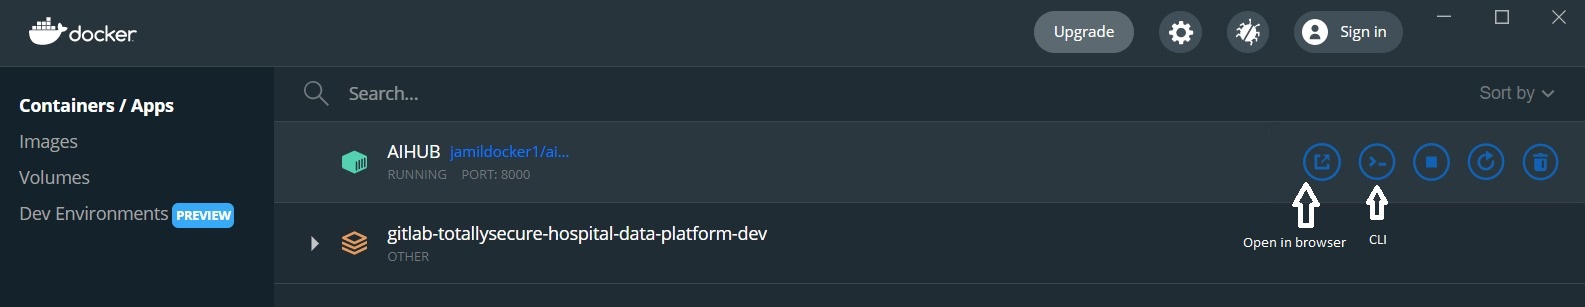 docker
Upgrade
Sign in
Containers / Apps
Images
Volumes
Dev Environments PREVIEW
Search...
Sort by
AIHUB jamildocker1/ai...
RUNNING PORT: 8000
gitlab-totallysecure-hospital-data-platform-dev
OTHER
Open in browser
CLI